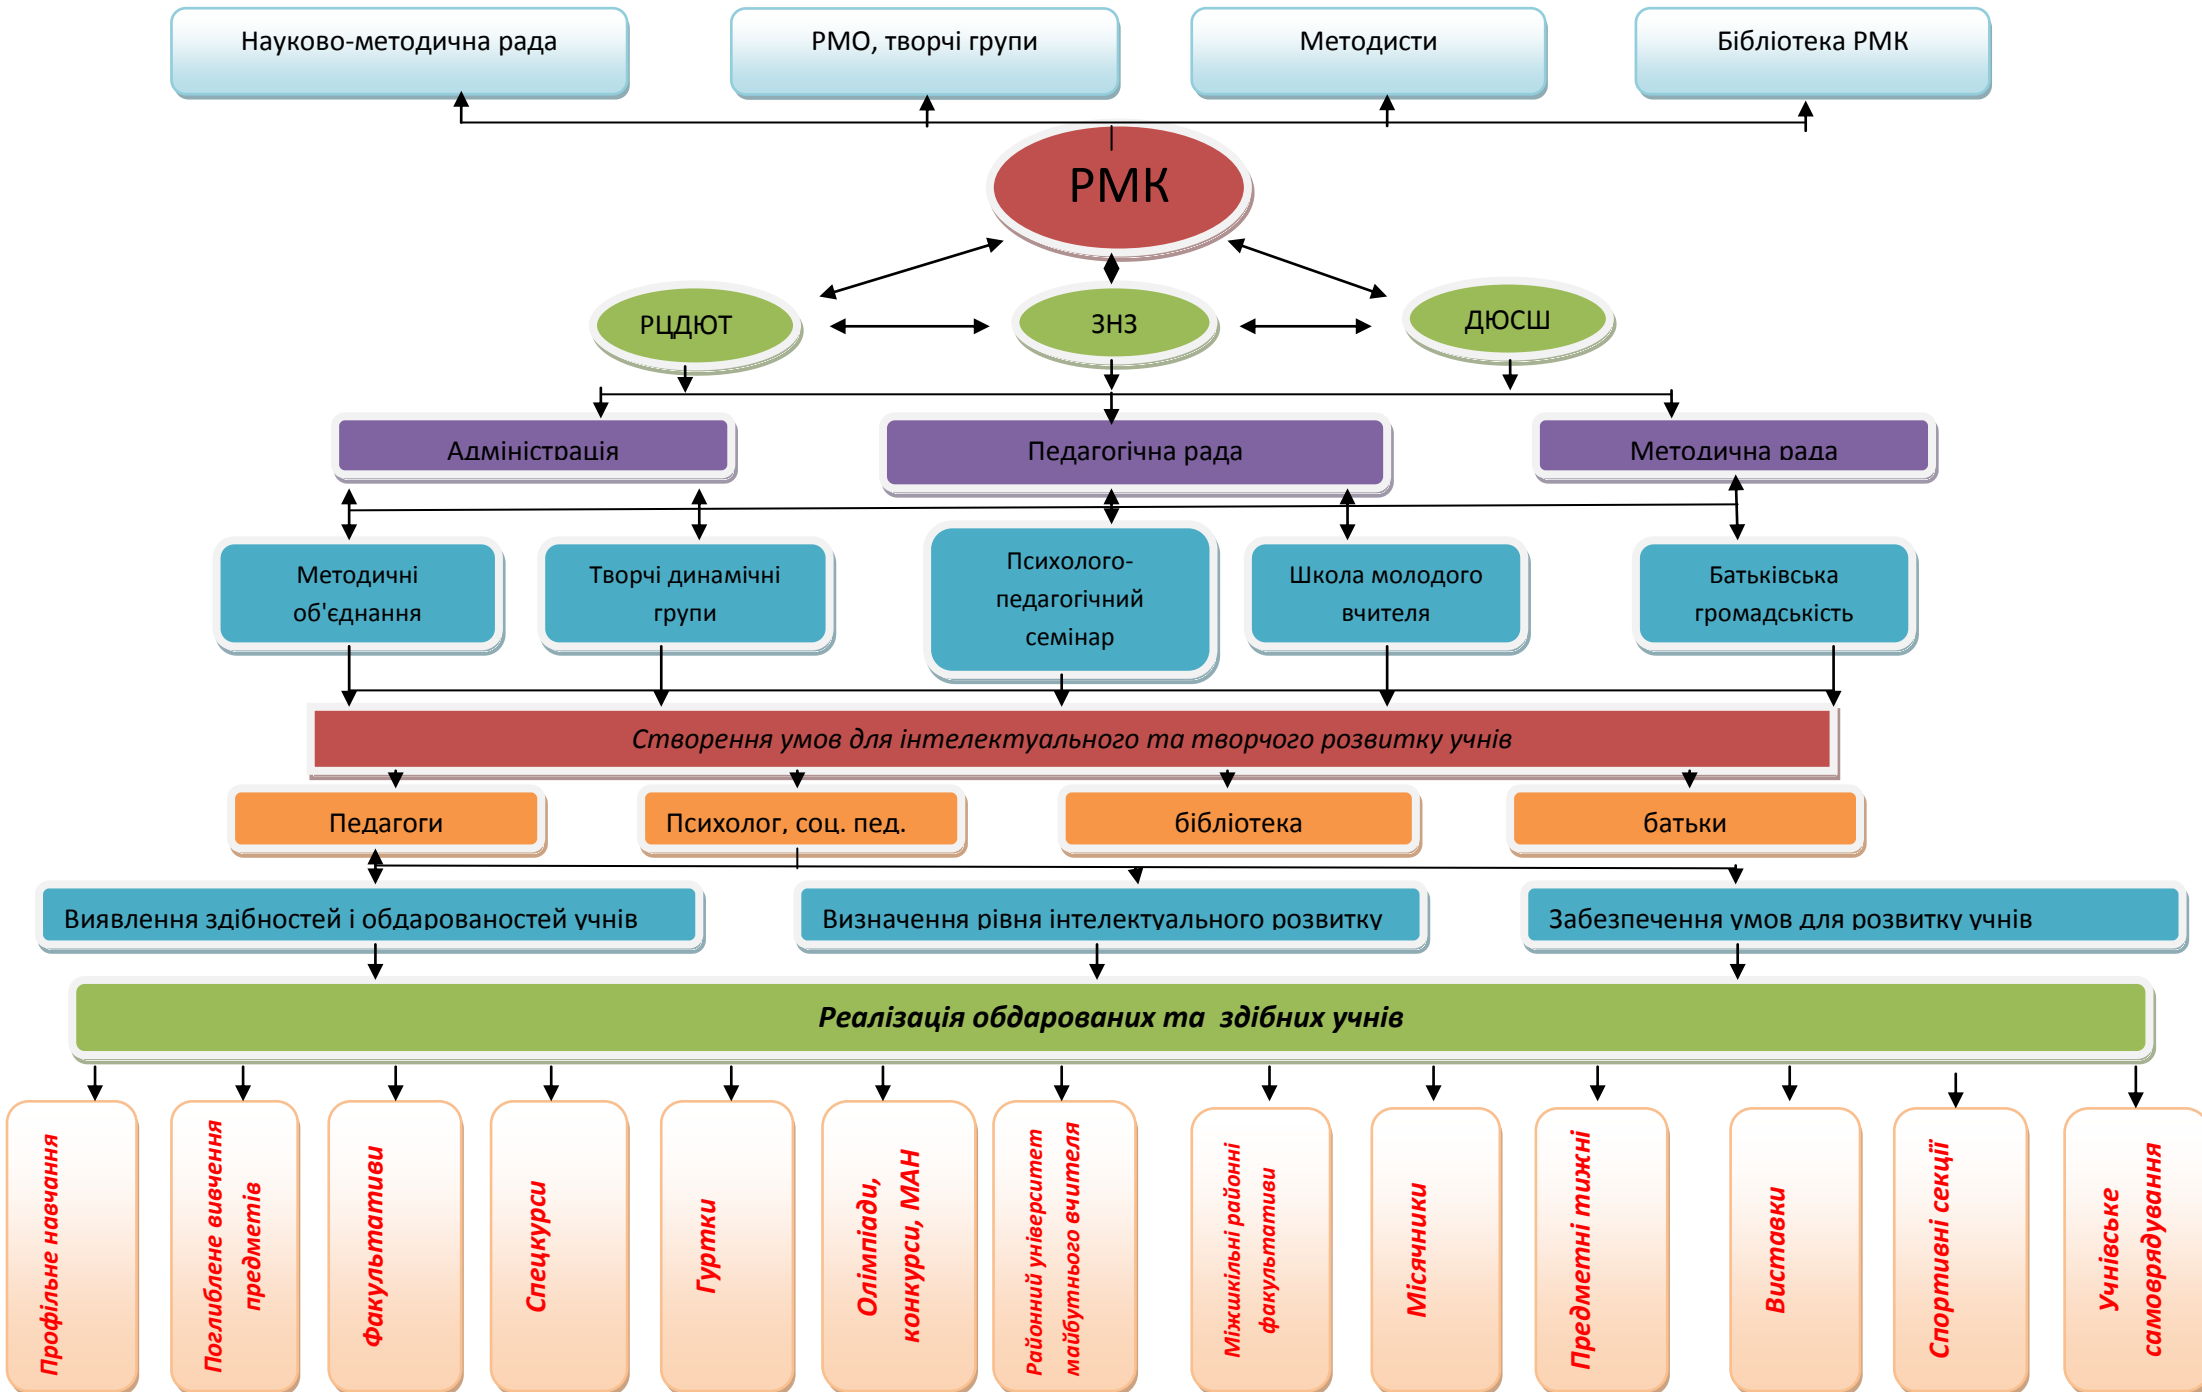 Науково-методична рада
РМО, творчі групи
Методисти
Бібліотека РМК
РМК
РЦДЮТ
ЗНЗ
ДЮСШ
Адміністрація
Педагогічна рада
Методична рада
Методичні
об'єднання
Творчі динамічні
групи
Психолого-
педагогічний
семінар
Школа молодого
вчителя
Батьківська
громадськість
Створення умов для інтелектуального та творчого розвитку учнів
Педагоги
Психолог, соц. пед.
бібліотека
батьки
Виявлення здібностей і обдарованостей учнів
Визначення рівня інтелектуального розвитку
Забезпечення умов для розвитку учнів
Реалізація обдарованих та здібних учнів
Профільне навчання
Поглиблене вивчення
предметів
Факультативи
Спецкурси
Гуртки
Олімпіади,
конкурси, МАН
Районний університет
майбутнього вчителя
Міжшкільні районні
факультативи
Місячники
Предметні тижні
Виставки
Спортивні секції
Учнівське
самоврядування